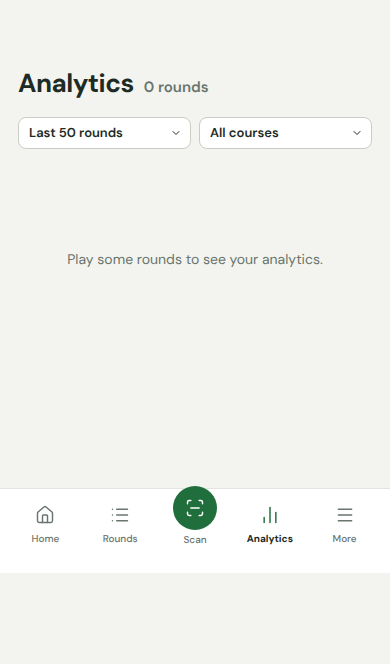 Analytics 0 rounds
Last 50 rounds All courses
Play some rounds to see your analytics.
Home Rounds Scan Analytics More